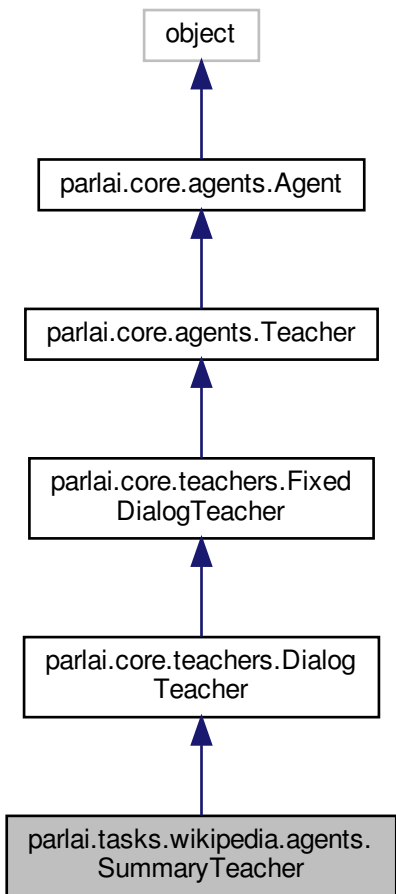 object
parlai.core.agents.Agent
parlai.core.agents.Teacher
parlai.core.teachers.Fixed
DialogTeacher
parlai.core.teachers.Dialog
Teacher
parlai.tasks.wikipedia.agents.
SummaryTeacher